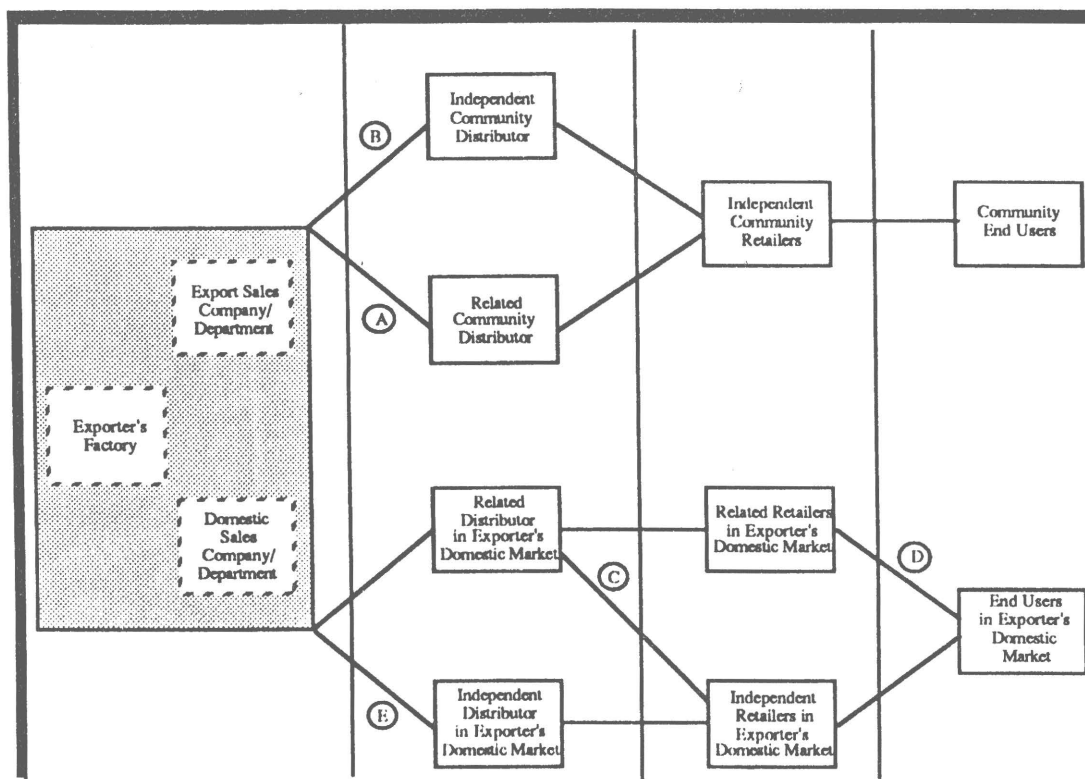 Independent
Community
Distributor
B
Independent
Community
Retailers
Community
End Users
Export Sales
Company/
Department
A
Related
Community
Distributor
Exporter's
Factory
Domestic
Sales
Company/
Department
Related
Distributor
in Exporter's
Domestic Market
C
Related Retailers
in Exporter's
Domestic Market
D
End Users
in Exporter's
Domestic
Market
E
Independent
Distributor
in Exporter's
Domestic Market
Independent
Retailers in
Exporter's
Domestic Market